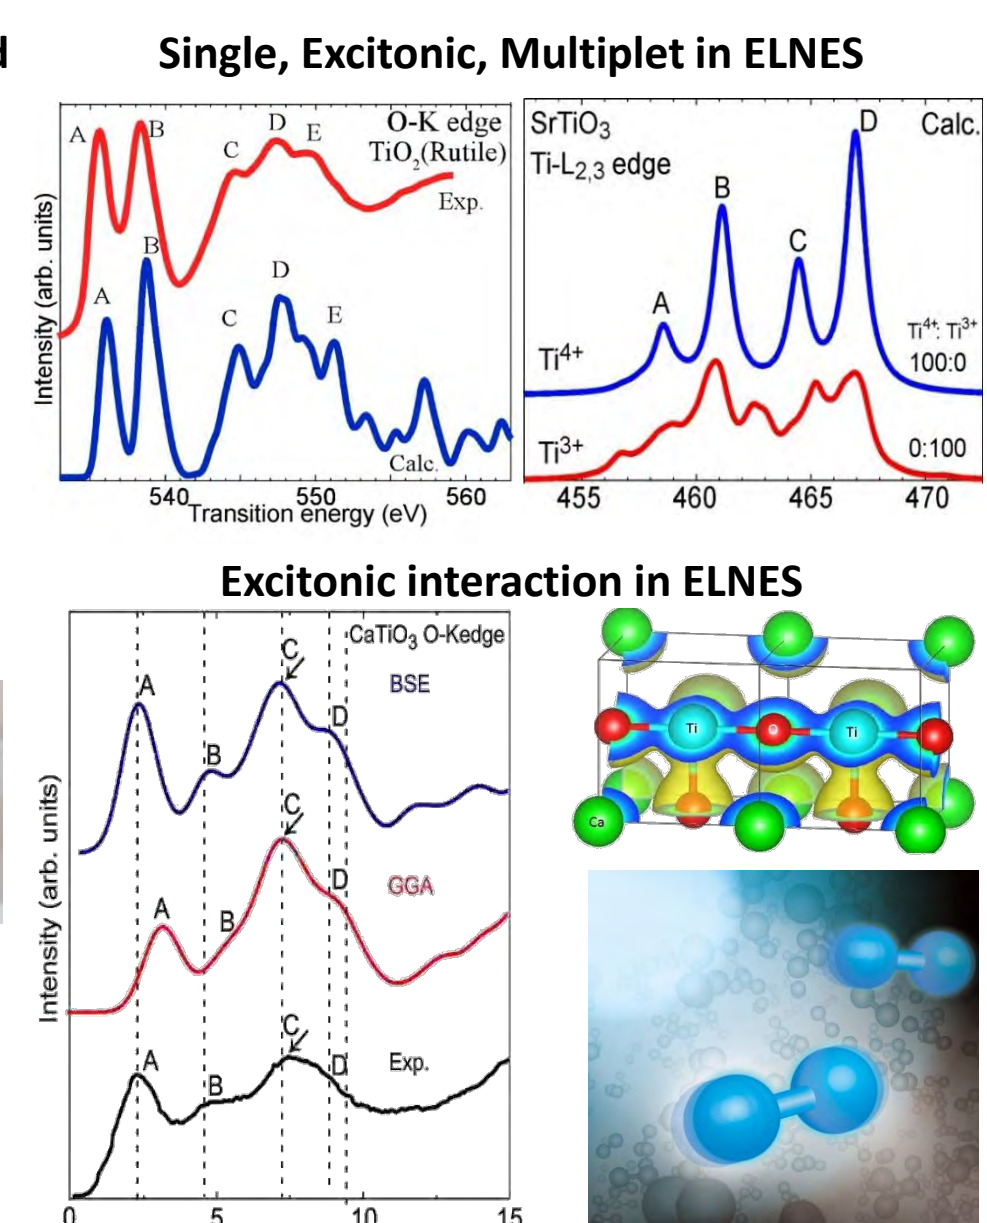 d
Single, Excitonic, Multiplet in ELNES
O-K edge
TiO2(Rutile)
A
B
C
D
E
Exp.
A
B
C
D
E
Calc.
Intensity (arb. units)
540 550 560
Transition energy (eV)
SrTiO3
Calc.
Ti-L2,3 edge
A
B
C
D
Ti4+: Ti3+
100:0
Ti4+
Ti3+
0:100
455 460 465 470
Excitonic interaction in ELNES
CaTiO3 O-Kedge
A
B
C
D
BSE
A
B
C
D
GGA
A
B
C
D
Exp.
Intensity (arb. units)
0 5 10 15
Ti
O
Ti
Ca